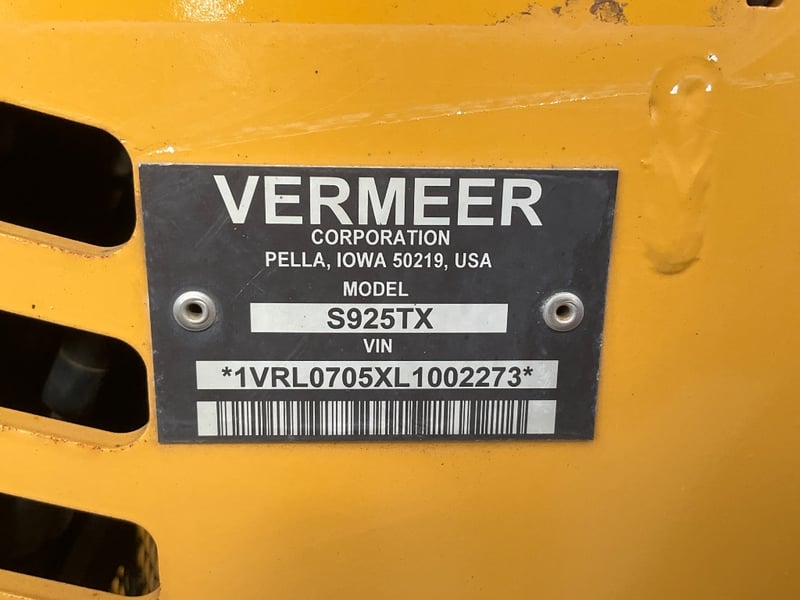 VERMEER
CORPORATION
PELLA, IOWA 50219, USA
MODEL
S925TX
VIN
*1VRL0705XL1002273*